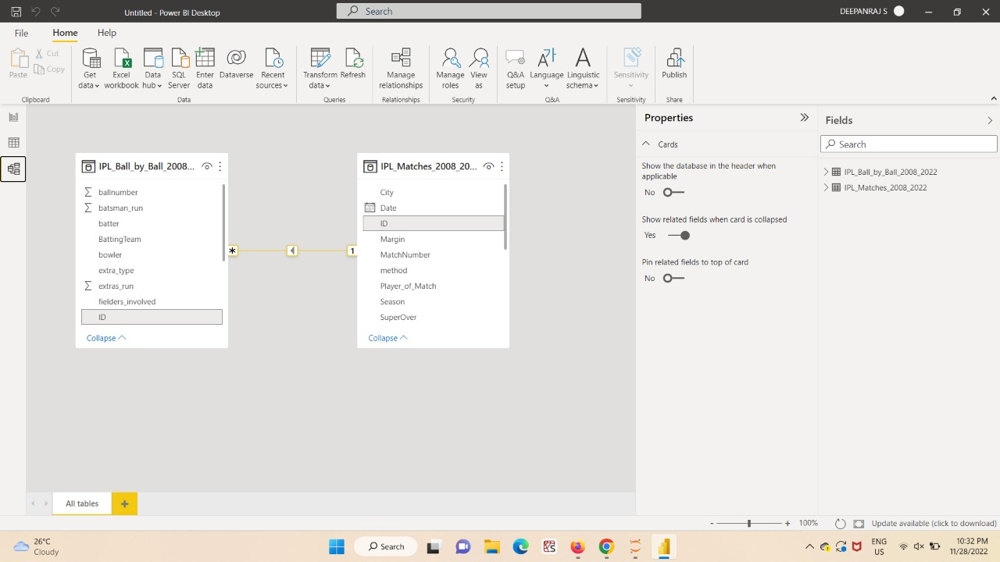 Untitled - Power BI Desktop
Search
DEEPANRAJ S
File
Home
Help
Paste
Cut
Copy
Clipboard
Get data
Excel workbook
Data hub
SQL Server
Enter data
Dataverse
Recent sources
Data
Transform data
Refresh
Queries
Manage relationships
Relationships
Manage roles
View as
Security
Q&A setup
Language
Linguistic schema
Q&A
Sensitivity
Sensitivity
Publish
Share
IPL_Ball_by_Ball_2008...
ballnumber
batsman_run
batter
BattingTeam
bowler
extra_type
extras_run
fielders_involved
ID
Collapse
*
1
IPL_Matches_2008_20...
City
Date
ID
Margin
MatchNumber
method
Player_of_Match
Season
SuperOver
Collapse
Properties
Cards
Show the database in the header when
applicable
No
Show related fields when card is collapsed
Yes
Pin related fields to top of card
No
Fields
Search
IPL_Ball_by_Ball_2008_2022
IPL_Matches_2008_2022
All tables
+
- + 100%
Update available (click to download)
26°C
Cloudy
Search
ENG
US
10:32 PM
11/28/2022